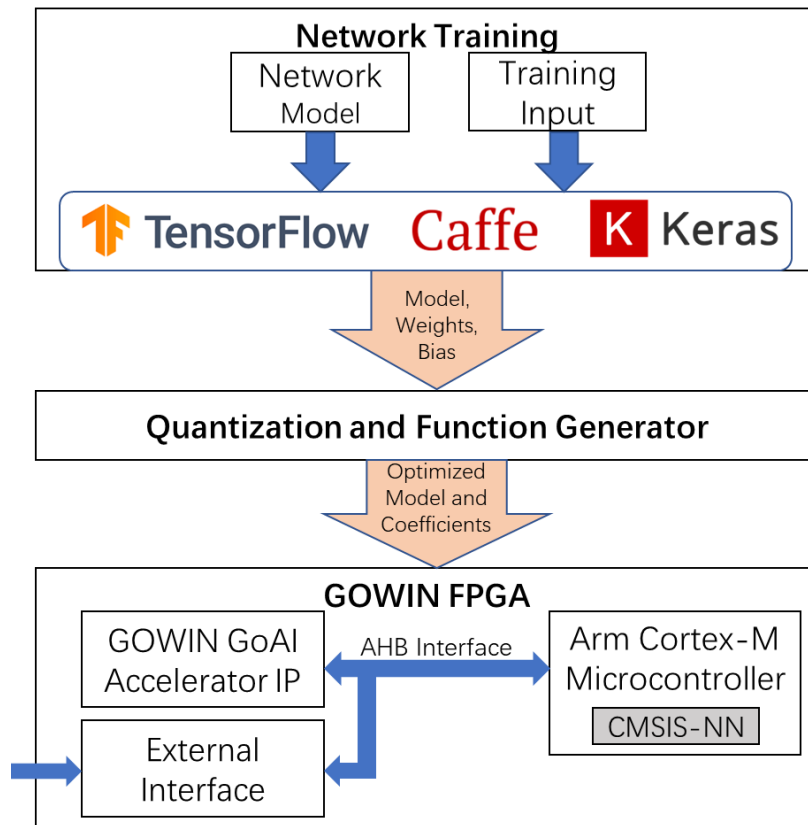 Network Training
Network
Model
Training
Input
TensorFlow
Caffe
K Keras
Model,
Weights,
Bias
Quantization and Function Generator
Optimized
Model and
Coefficients
GOWIN FPGA
GOWIN GoAI
Accelerator IP
AHB Interface
Arm Cortex-M
Microcontroller
CMSIS-NN
External
Interface